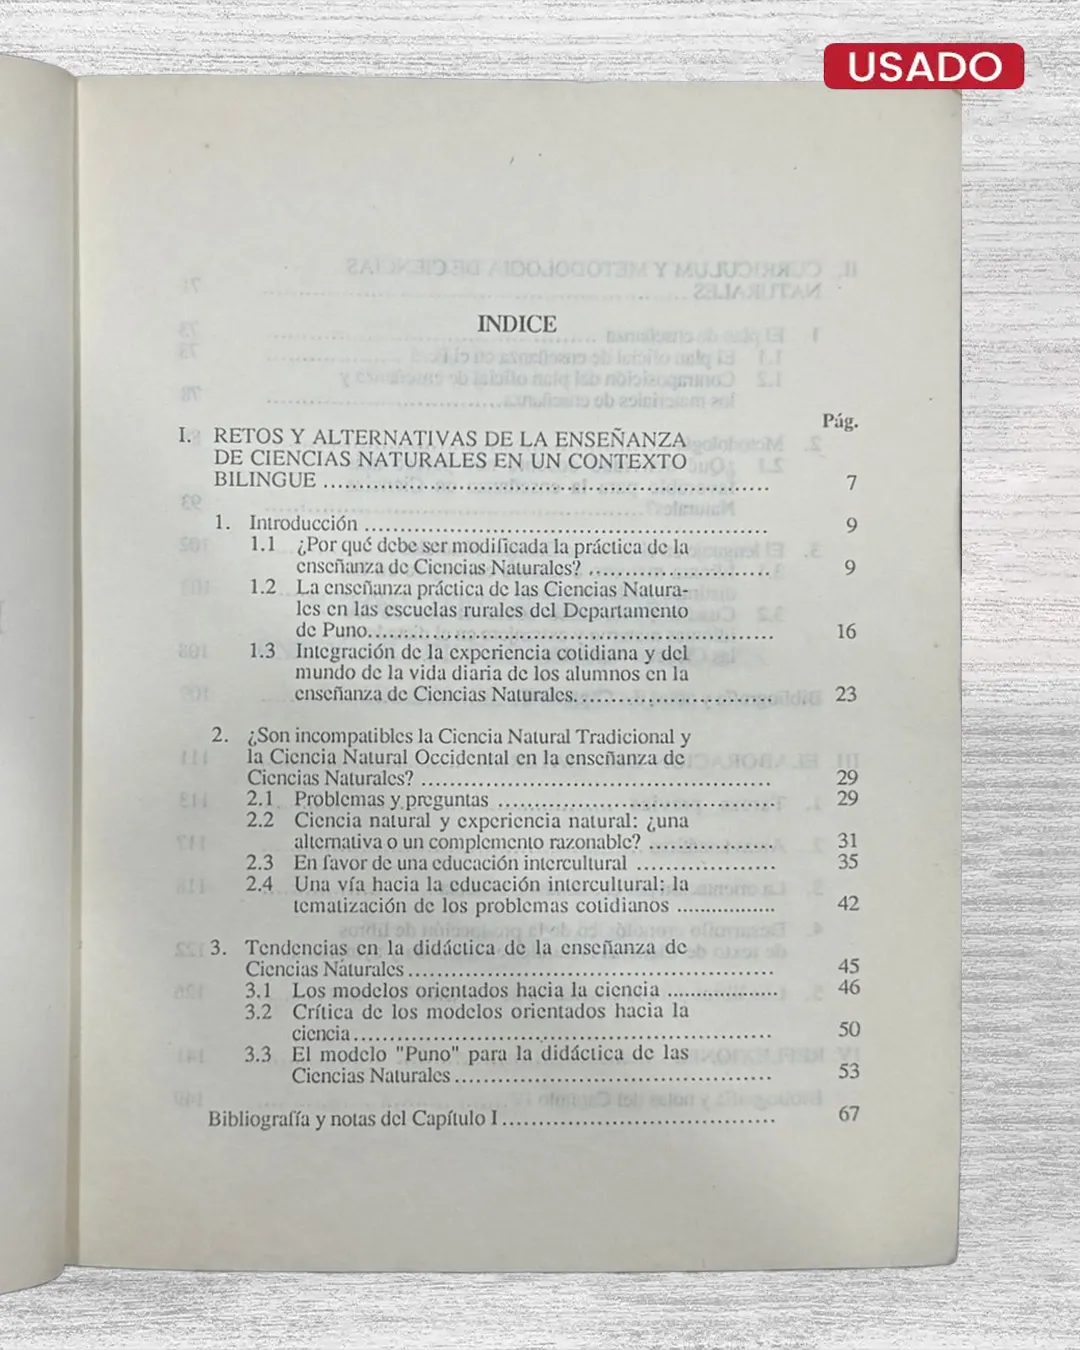 USADO
INDICE
Pág.
I. RETOS Y ALTERNATIVAS DE LA ENSEÑANZA
DE CIENCIAS NATURALES EN UN CONTEXTO
BILINGUE ........ 7
1. Introducción ........ 9
1.1 ¿Por qué debe ser modificada la práctica de la
enseñanza de Ciencias Naturales? ........ 9
1.2 La enseñanza práctica de las Ciencias Natura-
les en las escuelas rurales del Departamento
de Puno........ 16
1.3 Integración de la experiencia cotidiana y del
mundo de la vida diaria de los alumnos en la
enseñanza de Ciencias Naturales........ 23
2. ¿Son incompatibles la Ciencia Natural Tradicional y
la Ciencia Natural Occidental en la enseñanza de
Ciencias Naturales? ........ 29
2.1 Problemas y preguntas ........ 29
2.2 Ciencia natural y experiencia natural: ¿una
alternativa o un complemento razonable? ........ 31
2.3 En favor de una educación intercultural ........ 35
2.4 Una vía hacia la educación intercultural: la
tematización de los problemas cotidianos ........ 42
3. Tendencias en la didáctica de la enseñanza de
Ciencias Naturales ........ 45
3.1 Los modelos orientados hacia la ciencia ........ 46
3.2 Crítica de los modelos orientados hacia la
ciencia........ 50
3.3 El modelo "Puno" para la didáctica de las
Ciencias Naturales ........ 53
Bibliografía y notas del Capítulo I ........ 67